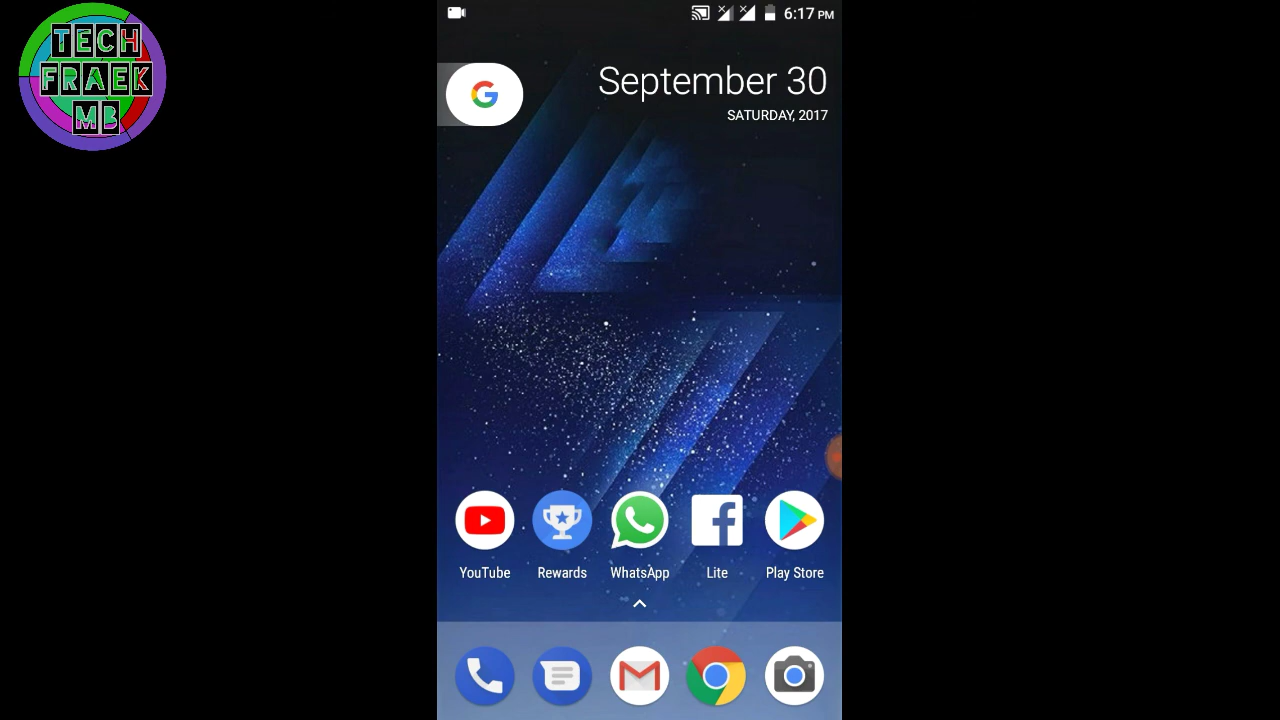 TECH
FRAEK
MB
6:17 PM
September 30
SATURDAY, 2017
YouTube
Rewards
WhatsApp
Lite
Play Store